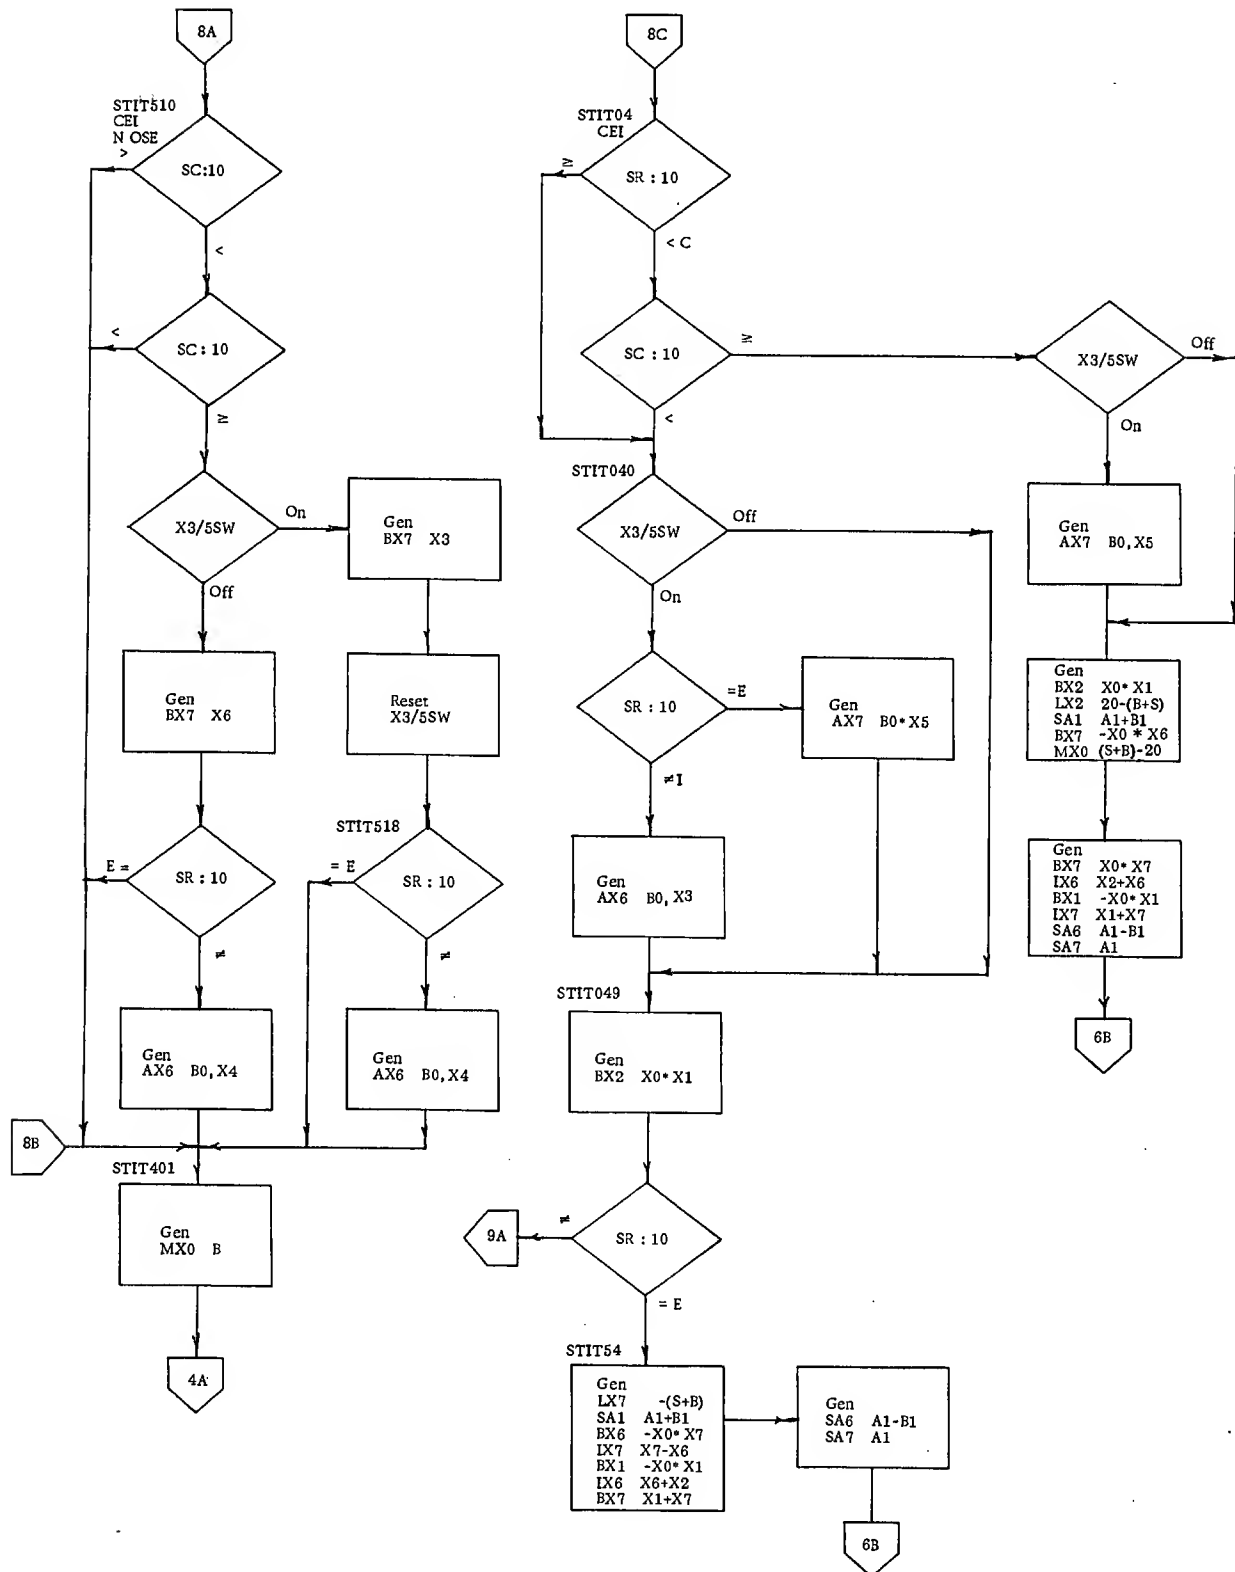 8A
STIT510
CEI
N OSE
>
SC:10
<
<
SC : 10
≥
X3/5SW
On
Gen
BX7 X3
Off
Gen
BX7 X6
Reset
X3/5SW
STIT518
E =
SR : 10
= E
SR : 10
≠
≠
Gen
AX6 B0, X4
Gen
AX6 B0, X4
8B
STIT401
Gen
MX0 B
4A
8C
STIT04
CEI
≥
SR : 10
< C
SC : 10
≥
X3/5SW
Off
<
On
STIT040
X3/5SW
Off
On
Gen
AX7 B0, X5
SR : 10
=E
Gen
AX7 B0* X5
≠I
Gen
AX6 B0, X3
Gen
BX2 X0* X1
LX2 20-(B+S)
SA1 A1+B1
BX7 -X0 * X6
MX0 (S+B)-20
Gen
BX7 X0* X7
IX6 X2+X6
BX1 -X0* X1
IX7 X1+X7
SA6 A1-B1
SA7 A1
6B
STIT049
Gen
BX2 X0* X1
9A
≠
SR : 10
= E
STIT54
Gen
LX7 -(S+B)
SA1 A1+B1
BX6 -X0* X7
IX7 X7-X6
BX1 -X0* X1
IX6 X6+X2
BX7 X1+X7
Gen
SA6 A1-B1
SA7 A1
6B